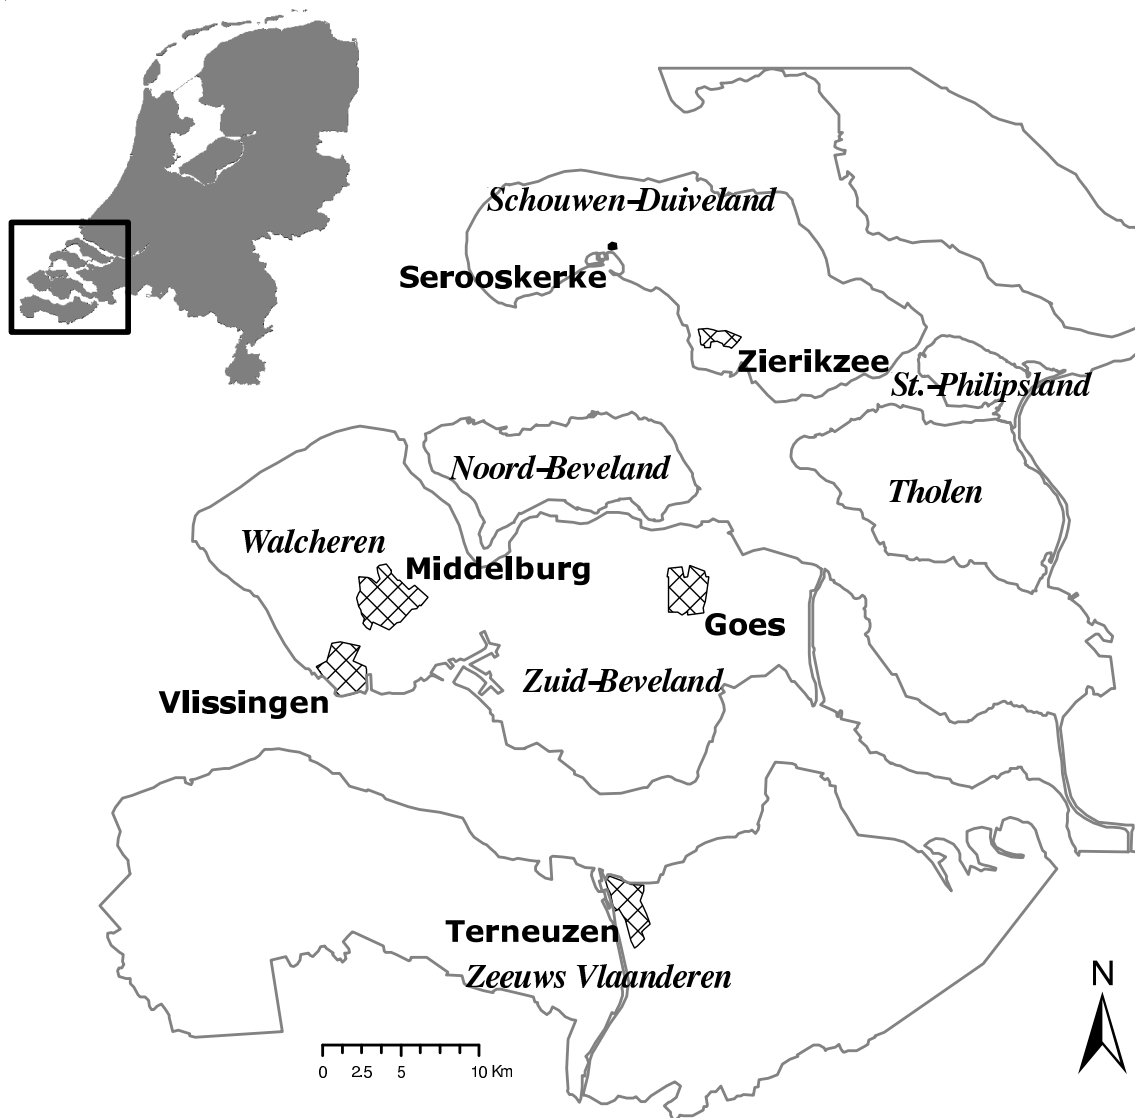 Schouwen-Duiveland
Serooskerke
Zierikzee
St.-Philipsland
Noord-Beveland
Tholen
Walcheren
Middelburg
Goes
Zuid-Beveland
Vlissingen
Terneuzen
Zeeuws Vlaanderen
N
0 2.5 5 10 Km